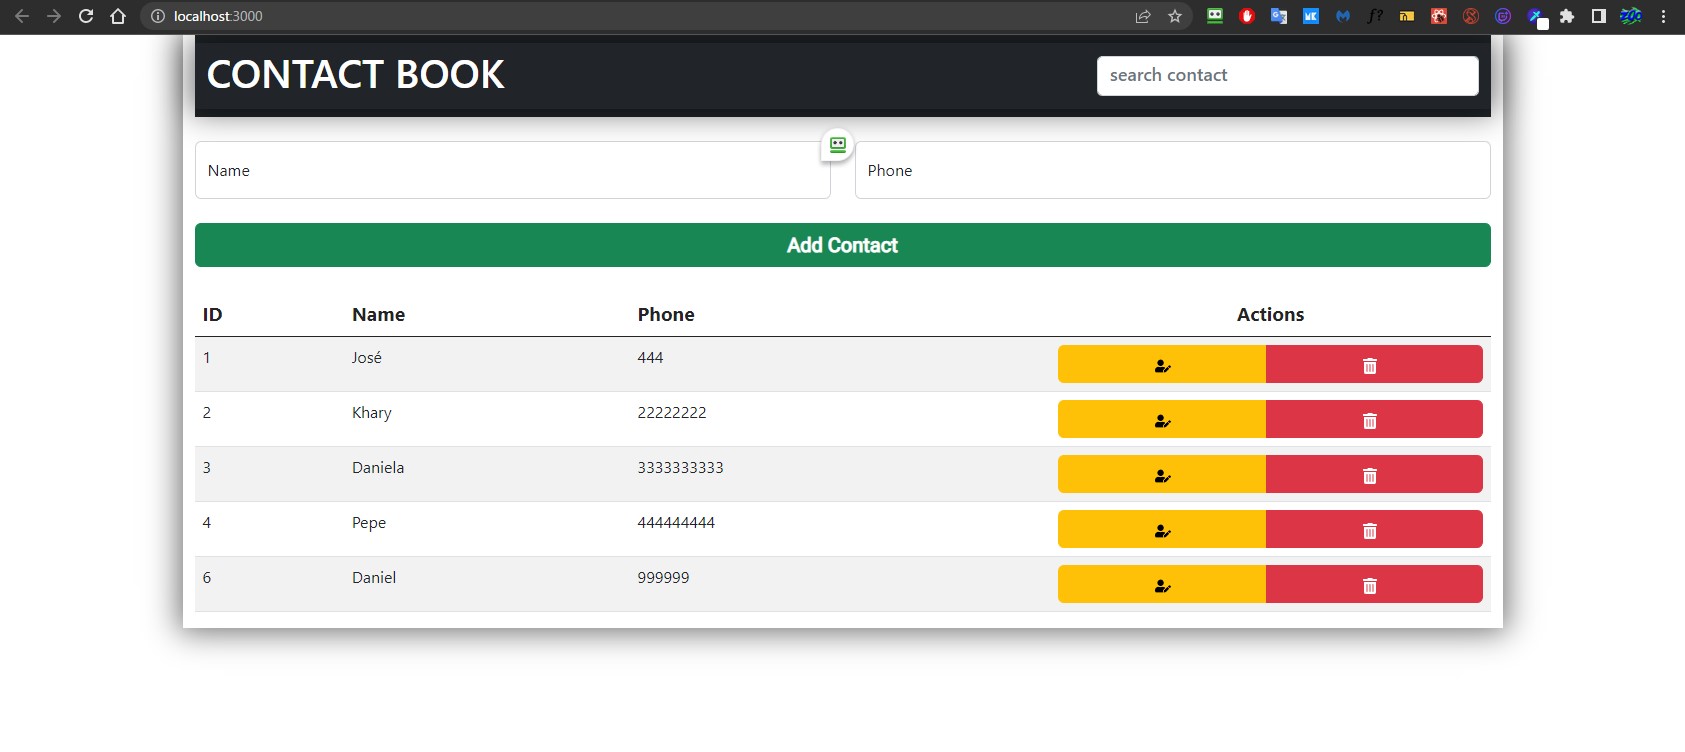 localhost:3000
CONTACT BOOK
search contact
Name Phone
Add Contact
ID Name Phone Actions
1 José 444
2 Khary 22222222
3 Daniela 3333333333
4 Pepe 444444444
6 Daniel 999999